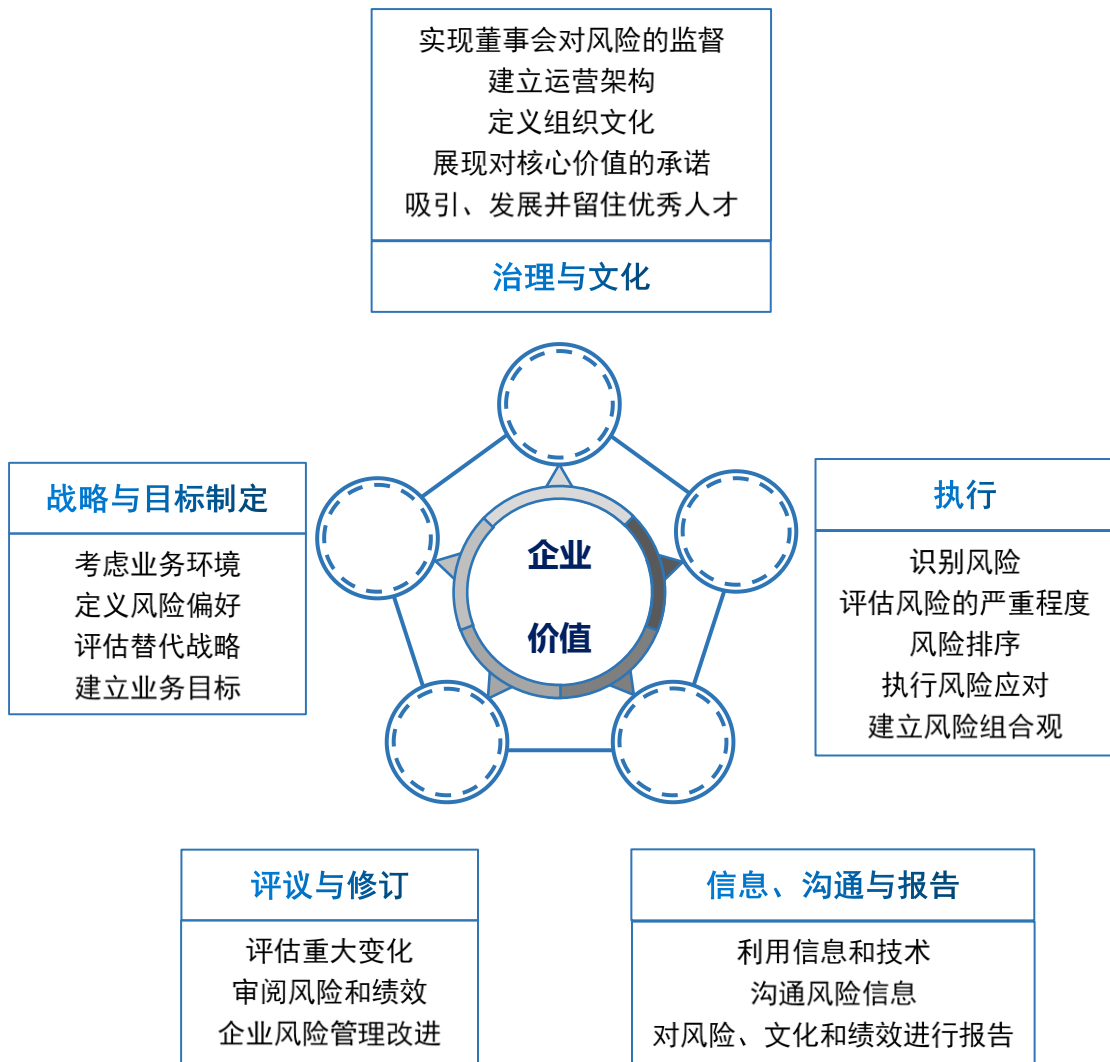 实现董事会对风险的监督
建立运营架构
定义组织文化
展现对核心价值的承诺
吸引、发展并留住优秀人才
治理与文化
战略与目标制定
考虑业务环境
定义风险偏好
评估替代战略
建立业务目标
企业
价值
执行
识别风险
评估风险的严重程度
风险排序
执行风险应对
建立风险组合观
评议与修订
评估重大变化
审阅风险和绩效
企业风险管理改进
信息、沟通与报告
利用信息和技术
沟通风险信息
对风险、文化和绩效进行报告